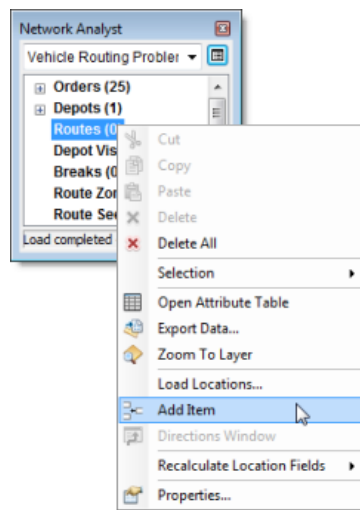 Network Analyst
Vehicle Routing Probler
Orders (25)
Depots (1)
Routes (0
Depot Vis
Breaks (0
Route Zor
Route See
Load completed
Cut
Copy
Paste
Delete
Delete All
Selection
Open Attribute Table
Export Data...
Zoom To Layer
Load Locations...
Add Item
Directions Window
Recalculate Location Fields
Properties...